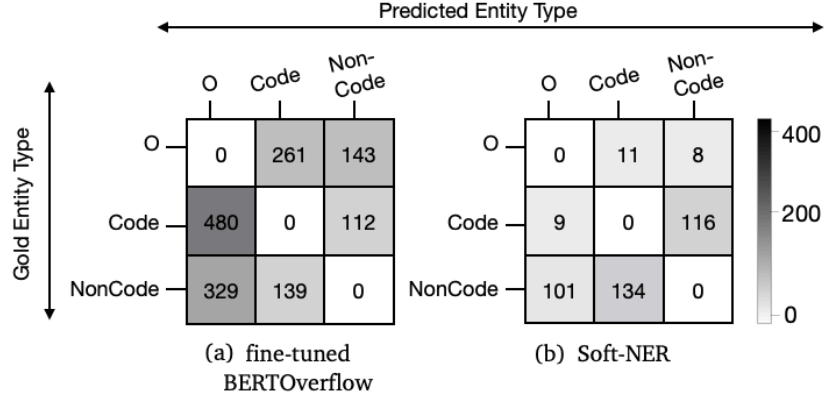 Predicted Entity Type
Gold Entity Type
O Code Non-
Code
O 0 261 143
Code 480 0 112
NonCode 329 139 0
(a) fine-tuned
BERTOverflow
O Code Non-
Code
O 0 11 8
Code 9 0 116
NonCode 101 134 0
(b) Soft-NER
400
200
0